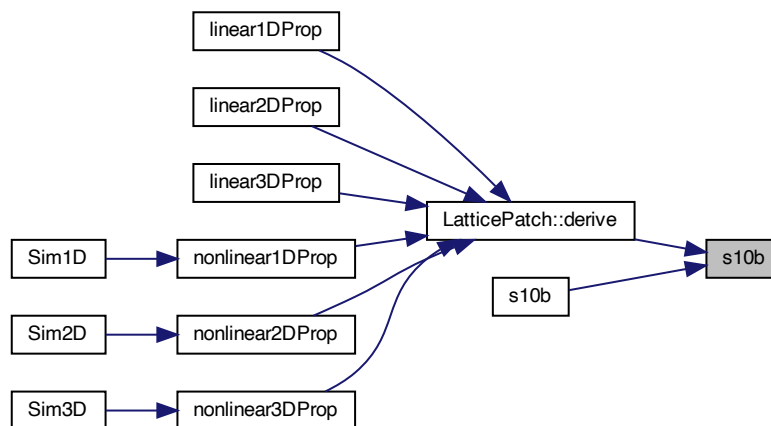 linear1DProp
linear2DProp
linear3DProp
LatticePatch::derive
Sim1D
nonlinear1DProp
s10b
s10b
Sim2D
nonlinear2DProp
Sim3D
nonlinear3DProp